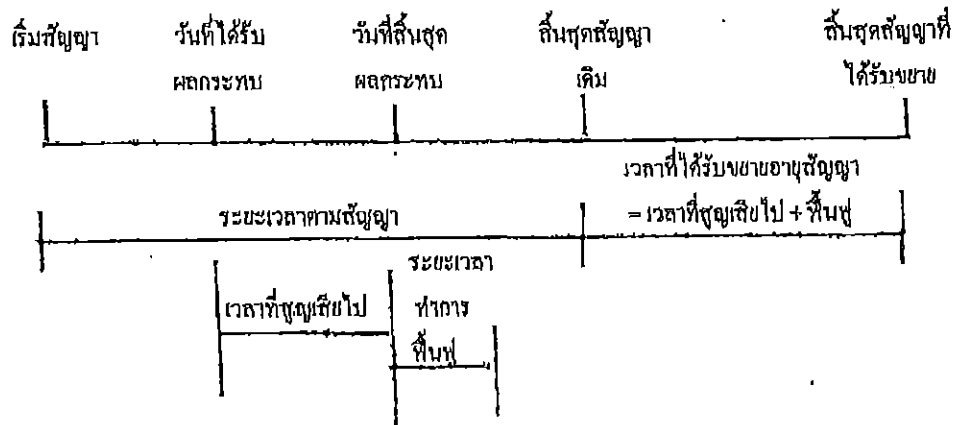 เริ่มสัญญา วันที่ได้รับ วันที่สิ้นสุด สิ้นสุดสัญญา สิ้นสุดสัญญาที่
ผลกระทบ ผลกระทบ เดิม ได้รับขยาย
เวลาที่ได้รับขยายอายุสัญญา
ระยะเวลาตามสัญญา = เวลาที่สูญเสียไป + ฟื้นฟู
ระยะเวลา
เวลาที่สูญเสียไป ทำการ
ฟื้นฟู